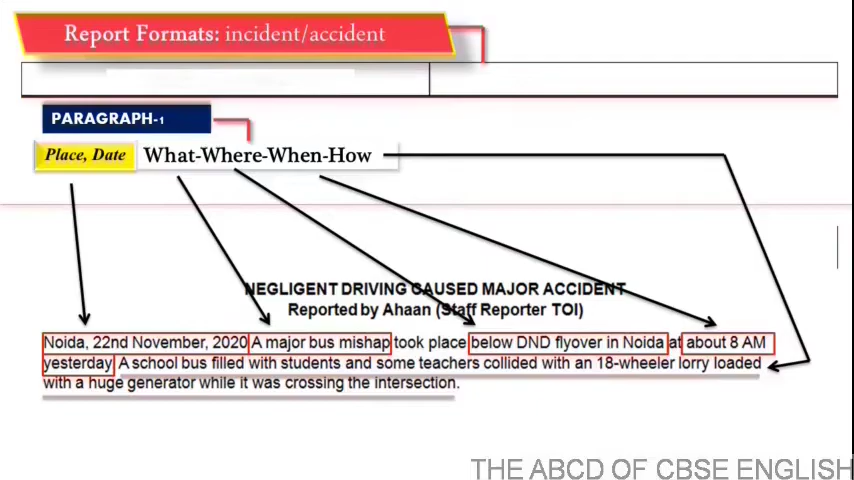 Report Formats: incident/accident
PARAGRAPH-1
Place, Date What-Where-When-How
NEGLIGENT DRIVING CAUSED MAJOR ACCIDENT
Reported by Ahaan (Staff Reporter TOI)
Noida, 22nd November, 2020 A major bus mishap took place below DND flyover in Noida at about 8 AM
yesterday A school bus filled with students and some teachers collided with an 18-wheeler lorry loaded
with a huge generator while it was crossing the intersection.
THE ABCD OF CBSE ENGLISH